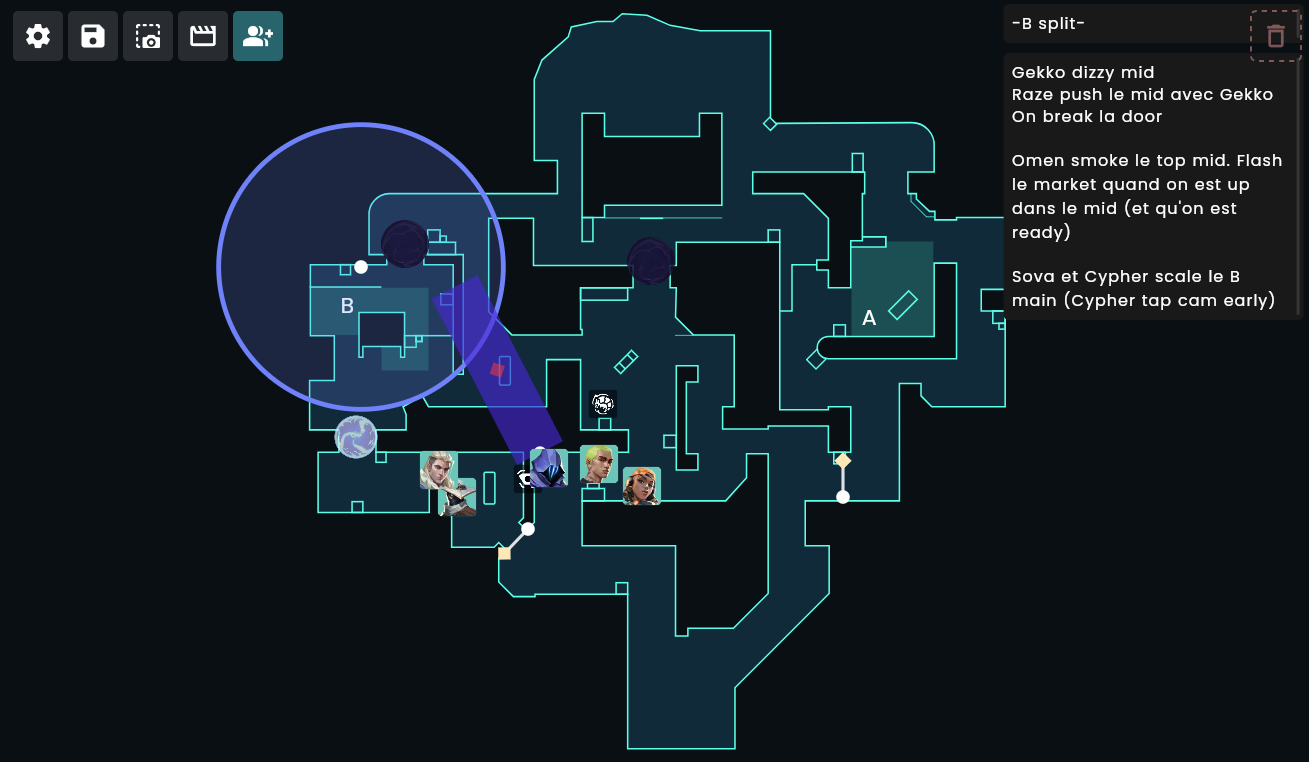 -B split-
Gekko dizzy mid
Raze push le mid avec Gekko
On break la door
Omen smoke le top mid. Flash
le market quand on est up
dans le mid (et qu'on est
ready)
Sova et Cypher scale le B
main (Cypher tap cam early)
B
A